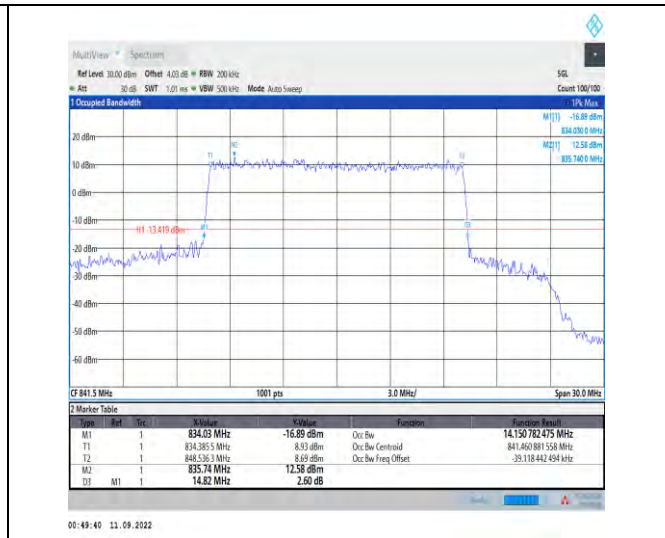 MultiView Spectrum
Ref Level 30.00 dBm Offset 4.03 dB RBW 200 kHz SGL
Att 30 dB SWT 1.01 ms VBW 500 kHz Mode Auto Sweep Count 100/100
1 Occupied Bandwidth 1Pk Max
M1[1] -16.89 dBm
834.030 0 MHz
M2[1] 12.58 dBm
835.740 0 MHz
20 dBm
M2
T1 T2
10 dBm
0 dBm
-10 dBm
H1 -13.419 dBm M1 D3
-20 dBm
-30 dBm
-40 dBm
-50 dBm
-60 dBm
CF 841.5 MHz 1001 pts 3.0 MHz/ Span 30.0 MHz
2 Marker Table
Type Ref Trc X-Value Y-Value Function Function Result
M1 1 834.03 MHz -16.89 dBm Occ Bw 14.150 782 475 MHz
T1 1 834.385 5 MHz 8.93 dBm Occ Bw Centroid 841.460 881 558 MHz
T2 1 848.536 3 MHz 8.69 dBm Occ Bw Freq Offset -39.118 442 494 kHz
M2 1 835.74 MHz 12.58 dBm
D3 M1 1 14.82 MHz 2.60 dB
00:49:40 11.09.2022